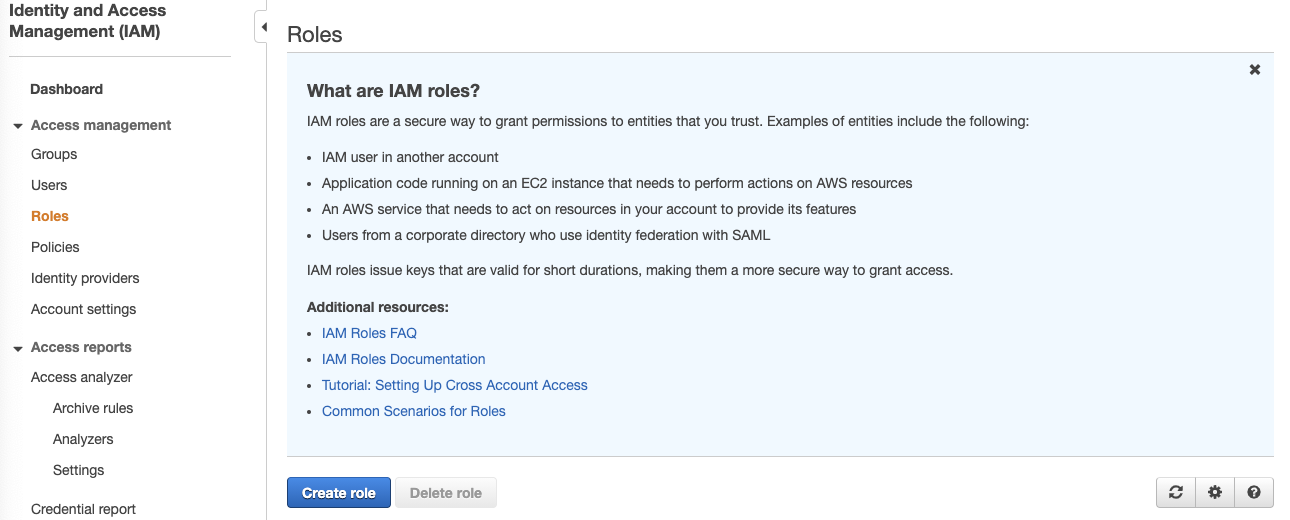 Identity and Access
Management (IAM)
Dashboard
Access management
Groups
Users
Roles
Policies
Identity providers
Account settings
Access reports
Access analyzer
Archive rules
Analyzers
Settings
Credential report
Roles
What are IAM roles?
IAM roles are a secure way to grant permissions to entities that you trust. Examples of entities include the following:
IAM user in another account
Application code running on an EC2 instance that needs to perform actions on AWS resources
An AWS service that needs to act on resources in your account to provide its features
Users from a corporate directory who use identity federation with SAML
IAM roles issue keys that are valid for short durations, making them a more secure way to grant access.
Additional resources:
IAM Roles FAQ
IAM Roles Documentation
Tutorial: Setting Up Cross Account Access
Common Scenarios for Roles
Create role
Delete role